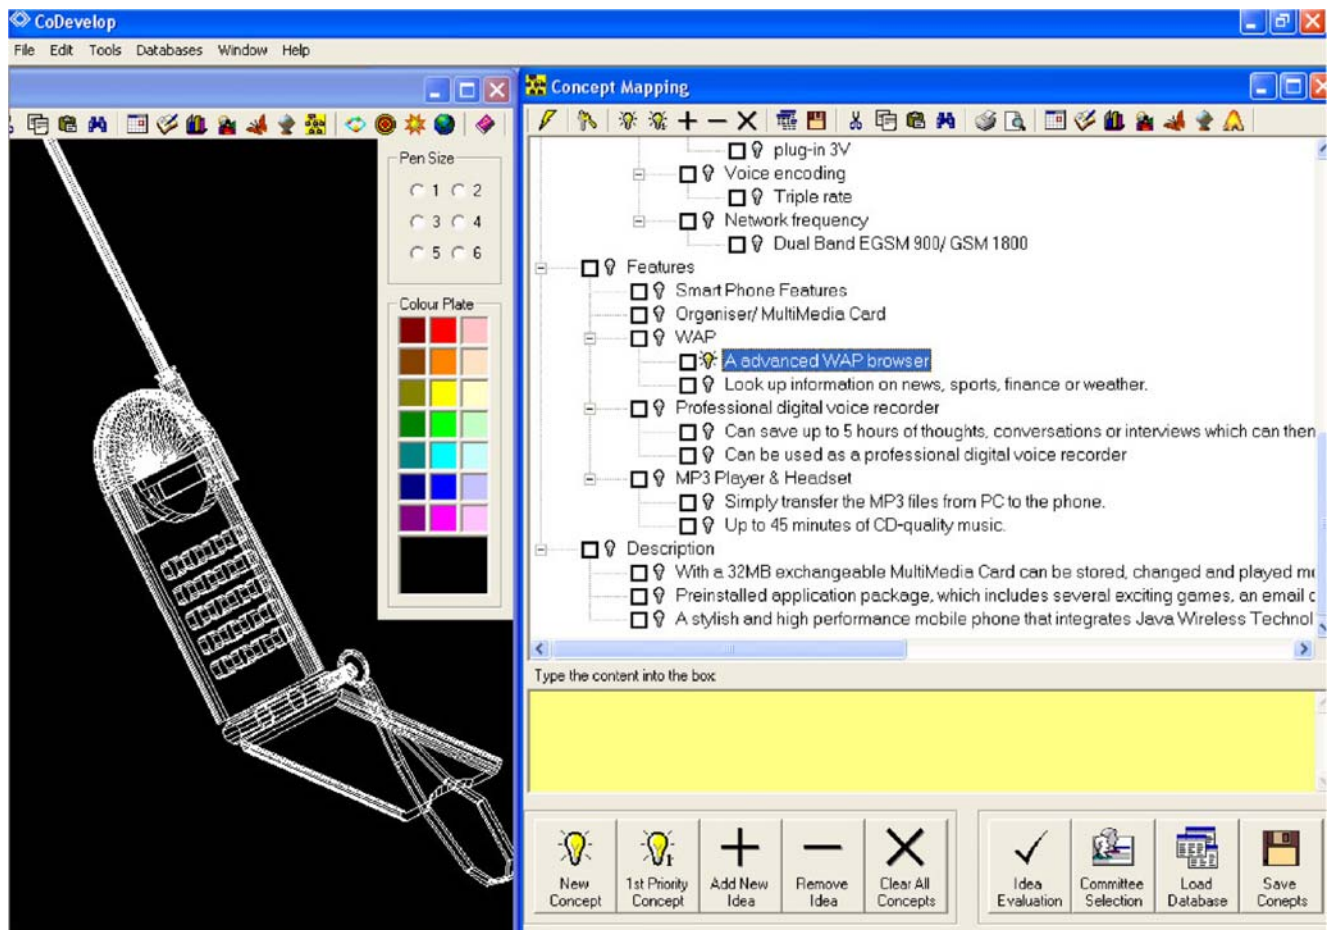 CoDevelop
File Edit Tools Databases Window Help
Concept Mapping
Pen Size
1 2
3 4
5 6
Colour Plate
plug-in 3V
Voice encoding
Triple rate
Network frequency
Dual Band EGSM 900/ GSM 1800
Features
Smart Phone Features
Organiser/ MultiMedia Card
WAP
A advanced WAP browser
Look up information on news, sports, finance or weather.
Professional digital voice recorder
Can save up to 5 hours of thoughts, conversations or interviews which can then
Can be used as a professional digital voice recorder
MP3 Player & Headset
Simply transfer the MP3 files from PC to the phone.
Up to 45 minutes of CD-quality music.
Description
With a 32MB exchangeable MultiMedia Card can be stored, changed and played
Preinstalled application package, which includes several exciting games, an email
A stylish and high performance mobile phone that integrates Java Wireless Technol
Type the content into the box
New Concept
1st Priority Concept
Add New Idea
Remove Idea
Clear All Concepts
Idea Evaluation
Committee Selection
Load Database
Save Conepts